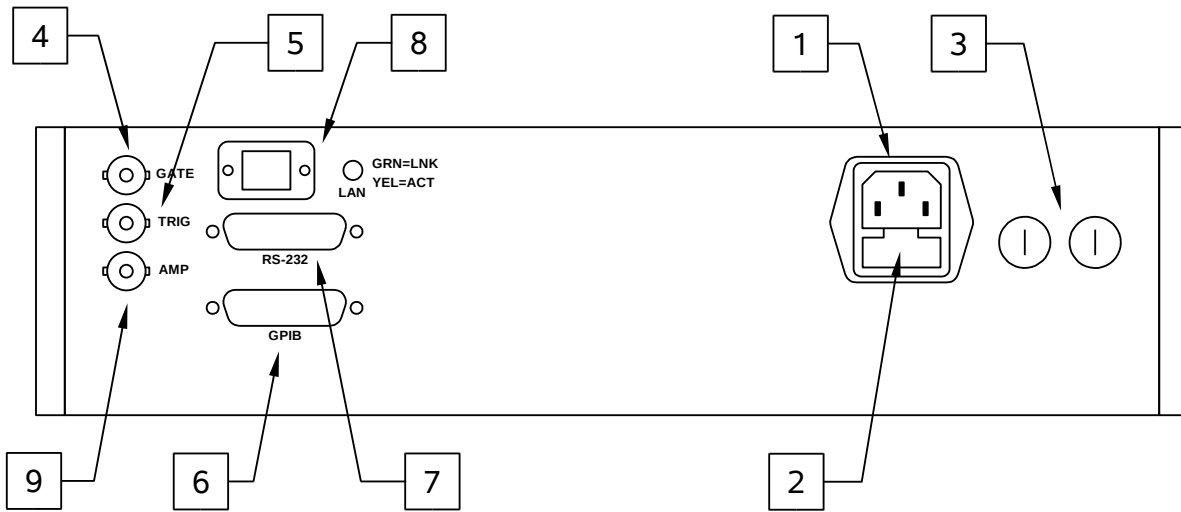 4
5
8
1
3
GATE
GRN=LNK
YEL=ACT
LAN
TRIG
RS-232
AMP
GPIB
9
6
7
2